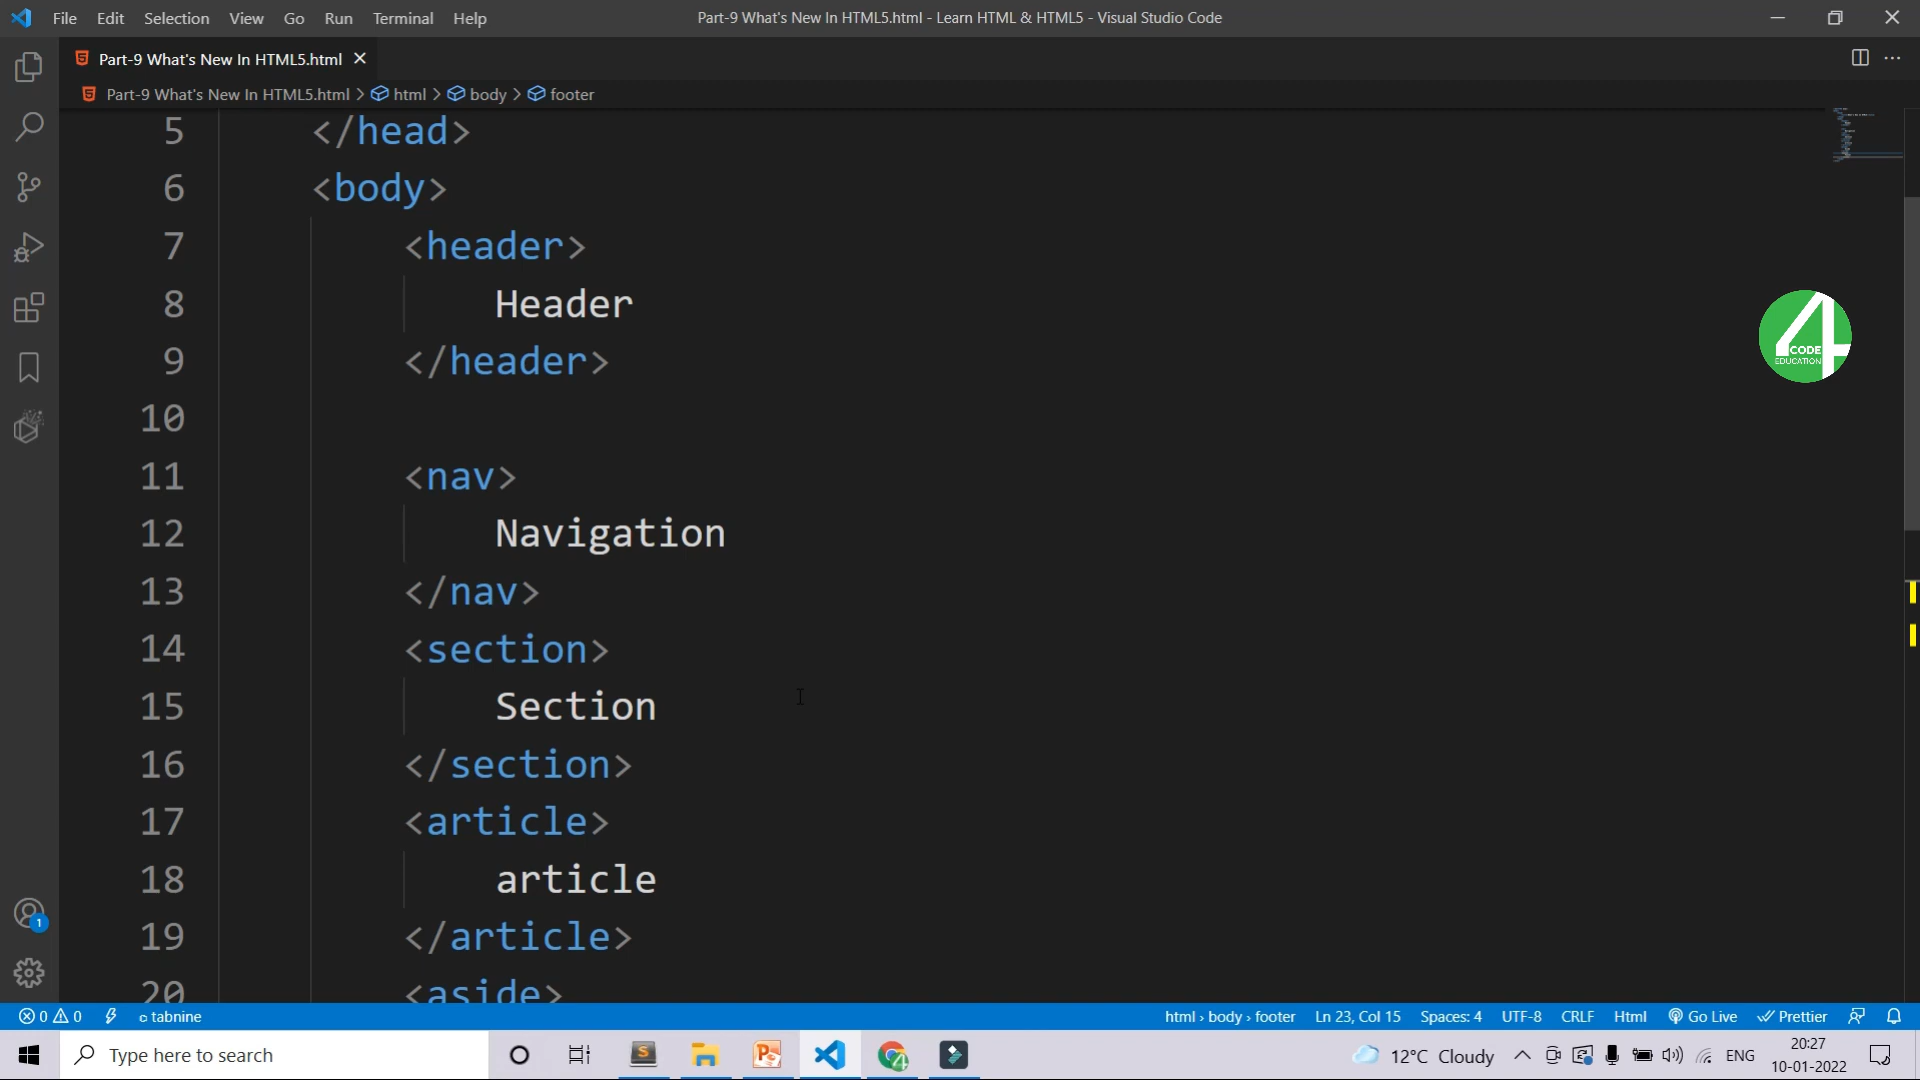 File Edit Selection View Go Run Terminal Help
Part-9 What's New In HTML5.html - Learn HTML & HTML5 - Visual Studio Code
Part-9 What's New In HTML5.html
Part-9 What's New In HTML5.html > html > body > footer
5 </head>
6 <body>
7 <header>
8 Header
9 </header>
10
11 <nav>
12 Navigation
13 </nav>
14 <section>
15 Section
16 </section>
17 <article>
18 article
19 </article>
20 <aside>
4
CODE
EDUCATION
1
0 0 tabnine
html › body › footer Ln 23, Col 15 Spaces: 4 UTF-8 CRLF Html Go Live Prettier
Type here to search
12°C Cloudy ENG
20:27
10-01-2022